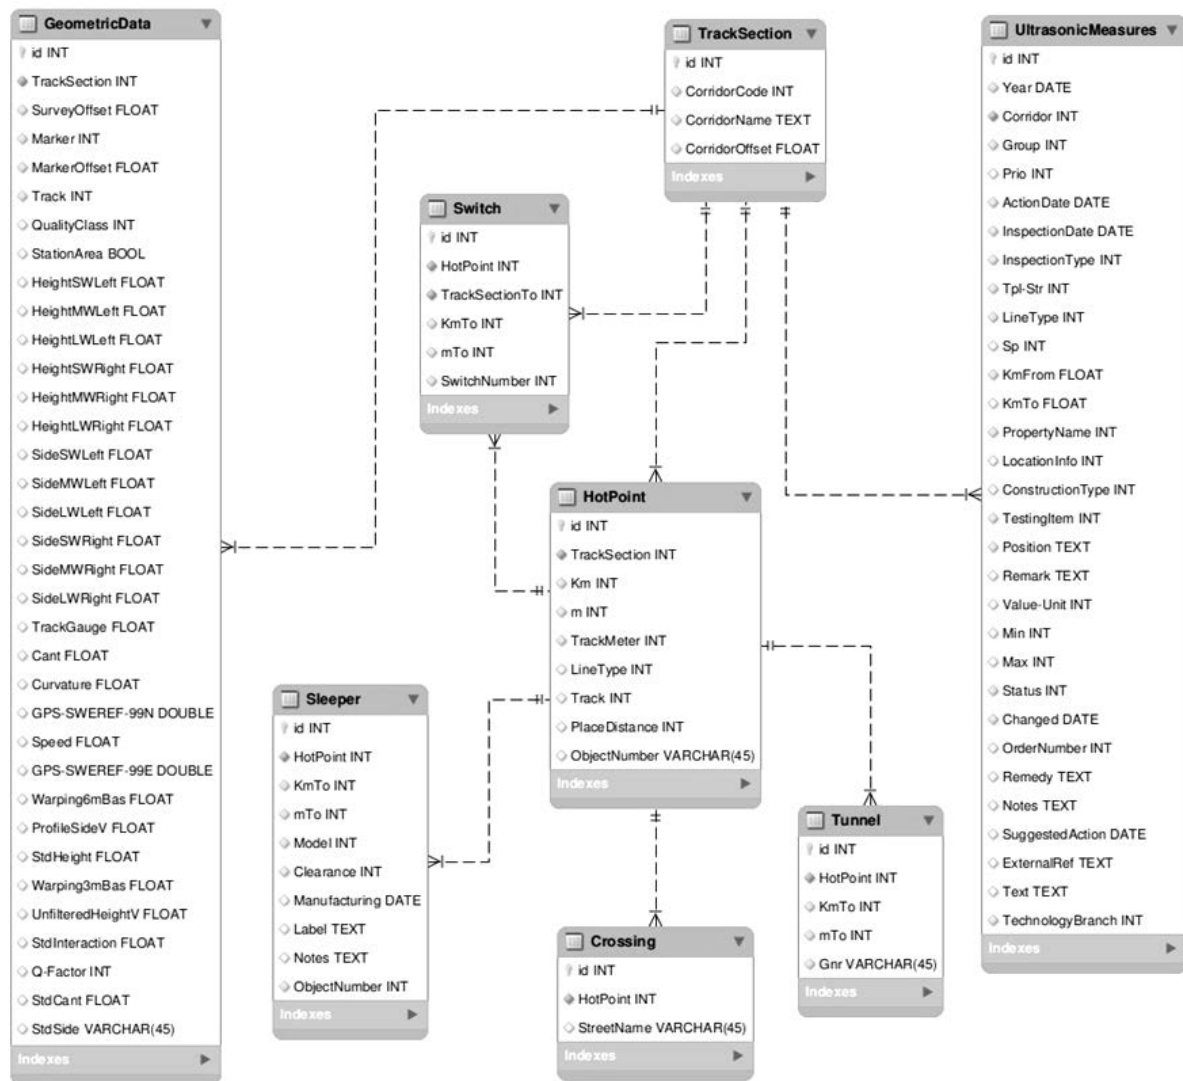 GeometricData
id INT
TrackSection INT
SurveyOffset FLOAT
Marker INT
MarkerOffset FLOAT
Track INT
QualityClass INT
StationArea BOOL
HeightSWLeft FLOAT
HeightMWLeft FLOAT
HeightLWLeft FLOAT
HeightSWRight FLOAT
HeightMWRight FLOAT
HeightLWRight FLOAT
SideSWLeft FLOAT
SideMWLeft FLOAT
SideLWLeft FLOAT
SideSWRight FLOAT
SideMWRight FLOAT
SideLWRight FLOAT
TrackGauge FLOAT
Cant FLOAT
Curvature FLOAT
GPS-SWEREF-99N DOUBLE
Speed FLOAT
GPS-SWEREF-99E DOUBLE
Warping6mBas FLOAT
ProfileSideV FLOAT
StdHeight FLOAT
Warping3mBas FLOAT
UnfilteredHeightV FLOAT
StdInteraction FLOAT
Q-Factor INT
StdCant FLOAT
StdSide VARCHAR(45)
Indexes
TrackSection
id INT
CorridorCode INT
CorridorName TEXT
CorridorOffset FLOAT
Indexes
Switch
id INT
HotPoint INT
TrackSectionTo INT
KmTo INT
mTo INT
SwitchNumber INT
Indexes
HotPoint
id INT
TrackSection INT
Km INT
m INT
TrackMeter INT
LineType INT
Track INT
PlaceDistance INT
ObjectNumber VARCHAR(45)
Indexes
Sleeper
id INT
HotPoint INT
KmTo INT
mTo INT
Model INT
Clearance INT
Manufacturing DATE
Label TEXT
Notes TEXT
ObjectNumber INT
Indexes
Crossing
id INT
HotPoint INT
StreetName VARCHAR(45)
Indexes
Tunnel
id INT
HotPoint INT
KmTo INT
mTo INT
Gnr VARCHAR(45)
Indexes
UltrasonicMeasures
id INT
Year DATE
Corridor INT
Group INT
Prio INT
ActionDate DATE
InspectionDate DATE
InspectionType INT
Tpl-Str INT
LineType INT
Sp INT
KmFrom FLOAT
KmTo FLOAT
PropertyName INT
LocationInfo INT
ConstructionType INT
TestingItem INT
Position TEXT
Remark TEXT
Value-Unit INT
Min INT
Max INT
Status INT
Changed DATE
OrderNumber INT
Remedy TEXT
Notes TEXT
SuggestedAction DATE
ExternalRef TEXT
Text TEXT
TechnologyBranch INT
Indexes